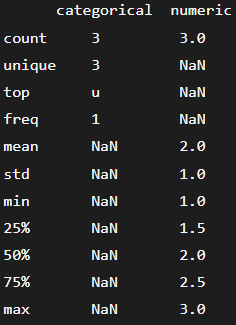 categorical numeric
count 3 3.0
unique 3 NaN
top u NaN
freq 1 NaN
mean NaN 2.0
std NaN 1.0
min NaN 1.0
25% NaN 1.5
50% NaN 2.0
75% NaN 2.5
max NaN 3.0